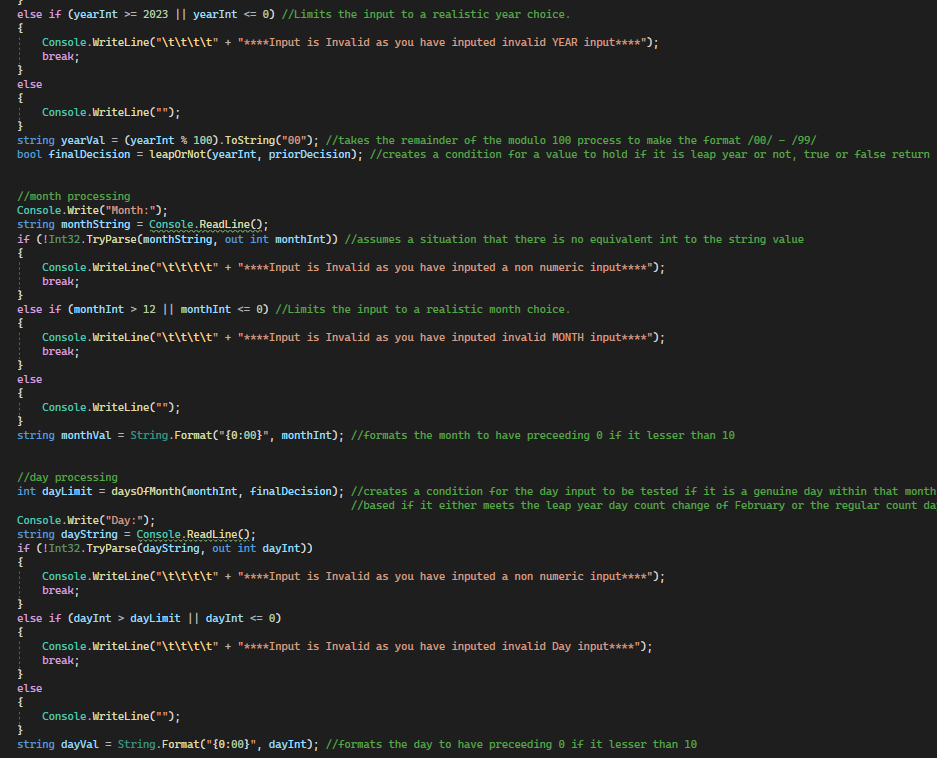 }
else if (yearInt >= 2023 || yearInt <= 0) //Limits the input to a realistic year choice.
{
Console.WriteLine("\t\t\t\t" + "****Input is Invalid as you have inputed invalid YEAR input****");
break;
}
else
{
Console.WriteLine("");
}
string yearVal = (yearInt % 100).ToString("00"); //takes the remainder of the modulo 100 process to make the format /00/ - /99/
bool finalDecision = leapOrNot(yearInt, priorDecision); //creates a condition for a value to hold if it is leap year or not, true or false return
//month processing
Console.Write("Month:");
string monthString = Console.ReadLine();
if (!Int32.TryParse(monthString, out int monthInt)) //assumes a situation that there is no equivalent int to the string value
{
Console.WriteLine("\t\t\t\t" + "****Input is Invalid as you have inputed a non numeric input****");
break;
}
else if (monthInt > 12 || monthInt <= 0) //Limits the input to a realistic month choice.
{
Console.WriteLine("\t\t\t\t" + "****Input is Invalid as you have inputed invalid MONTH input****");
break;
}
else
{
Console.WriteLine("");
}
string monthVal = String.Format("{0:00}", monthInt); //formats the month to have preceeding 0 if it lesser than 10
//day processing
int dayLimit = daysOfMonth(monthInt, finalDecision); //creates a condition for the day input to be tested if it is a genuine day within that month
//based if it either meets the leap year day count change of February or the regular count da
Console.Write("Day:");
string dayString = Console.ReadLine();
if (!Int32.TryParse(dayString, out int dayInt))
{
Console.WriteLine("\t\t\t\t" + "****Input is Invalid as you have inputed a non numeric input****");
break;
}
else if (dayInt > dayLimit || dayInt <= 0)
{
Console.WriteLine("\t\t\t\t" + "****Input is Invalid as you have inputed invalid Day input****");
break;
}
else
{
Console.WriteLine("");
}
string dayVal = String.Format("{0:00}", dayInt); //formats the day to have preceeding 0 if it lesser than 10